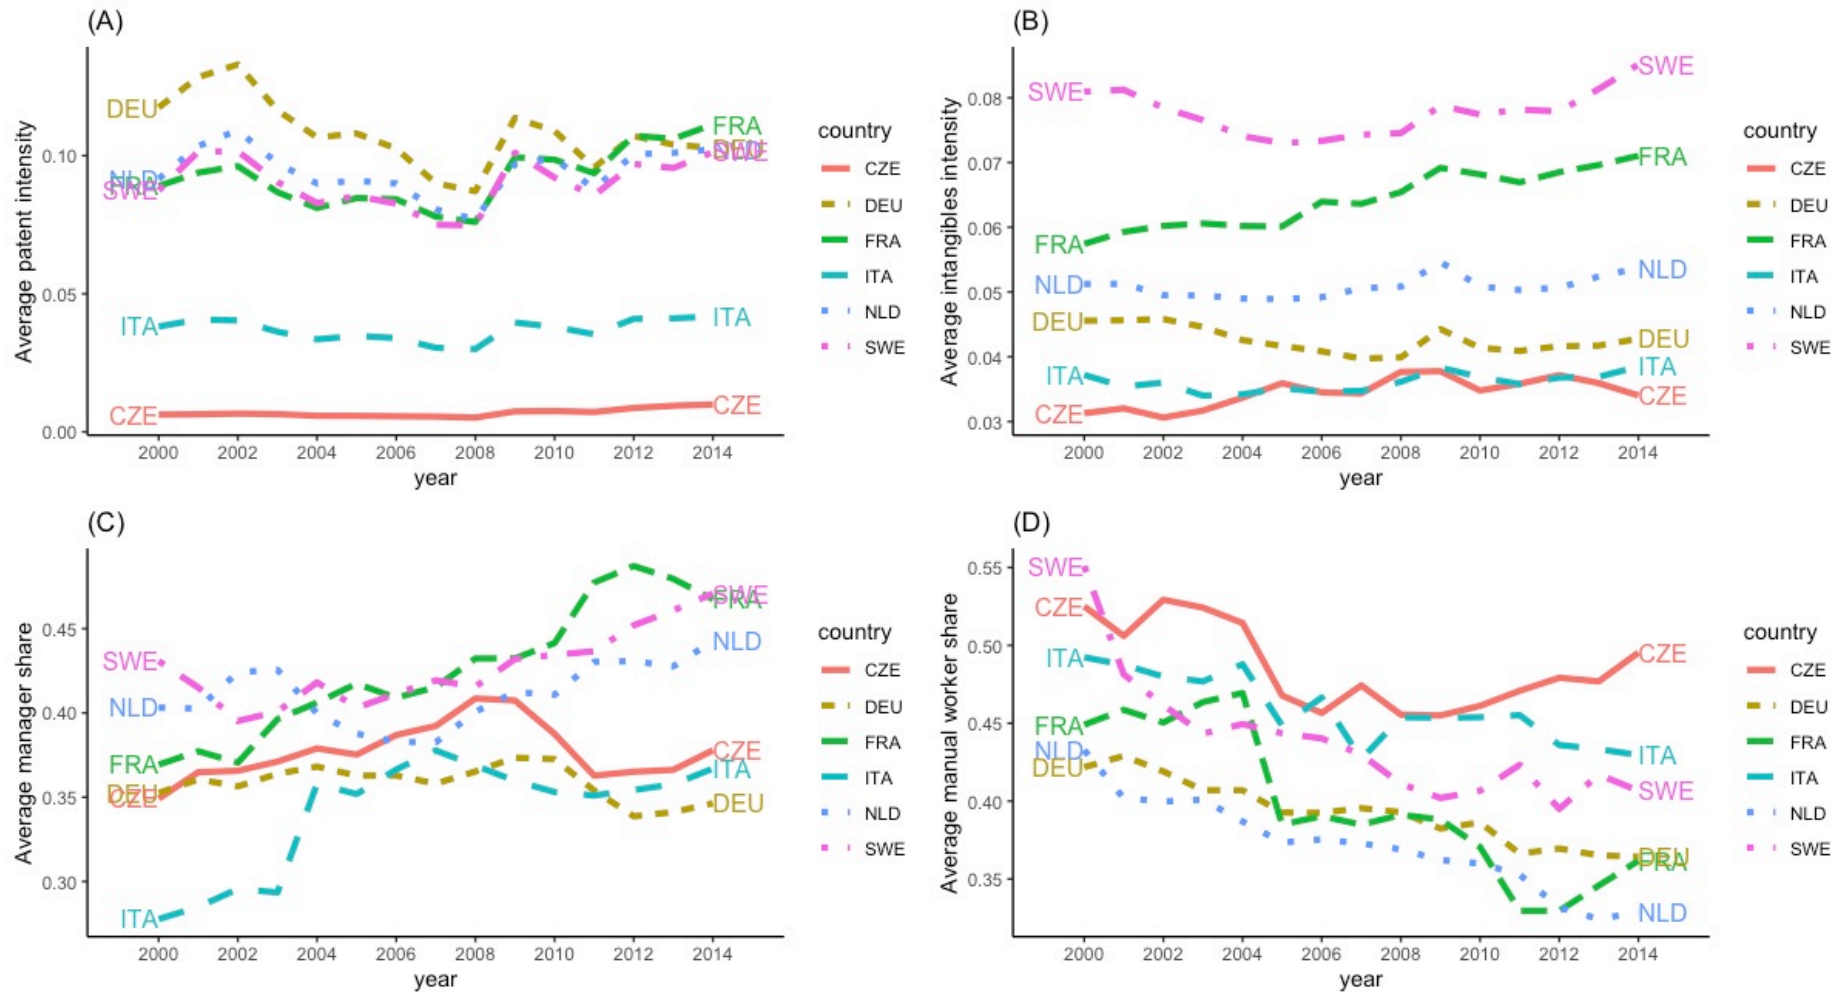 (A)
Average patent intensity
0.10
0.05
0.00
DEU
NLD
FRA
SWE
ITA
CZE
FRA
DEU
NLD
SWE
ITA
CZE
2000 2002 2004 2006 2008 2010 2012 2014
year
country
CZE
DEU
FRA
ITA
NLD
SWE
(B)
Average intangibles intensity
0.08
0.07
0.06
0.05
0.04
0.03
SWE
FRA
NLD
DEU
ITA
CZE
SWE
FRA
NLD
DEU
ITA
CZE
2000 2002 2004 2006 2008 2010 2012 2014
year
country
CZE
DEU
FRA
ITA
NLD
SWE
(C)
Average manager share
0.45
0.40
0.35
0.30
SWE
NLD
FRA
DEU
CZE
ITA
SWE
FRA
NLD
CZE
ITA
DEU
2000 2002 2004 2006 2008 2010 2012 2014
year
country
CZE
DEU
FRA
ITA
NLD
SWE
(D)
Average manual worker share
0.55
0.50
0.45
0.40
0.35
SWE
CZE
ITA
FRA
NLD
DEU
CZE
ITA
SWE
DEU
FRA
NLD
2000 2002 2004 2006 2008 2010 2012 2014
year
country
CZE
DEU
FRA
ITA
NLD
SWE